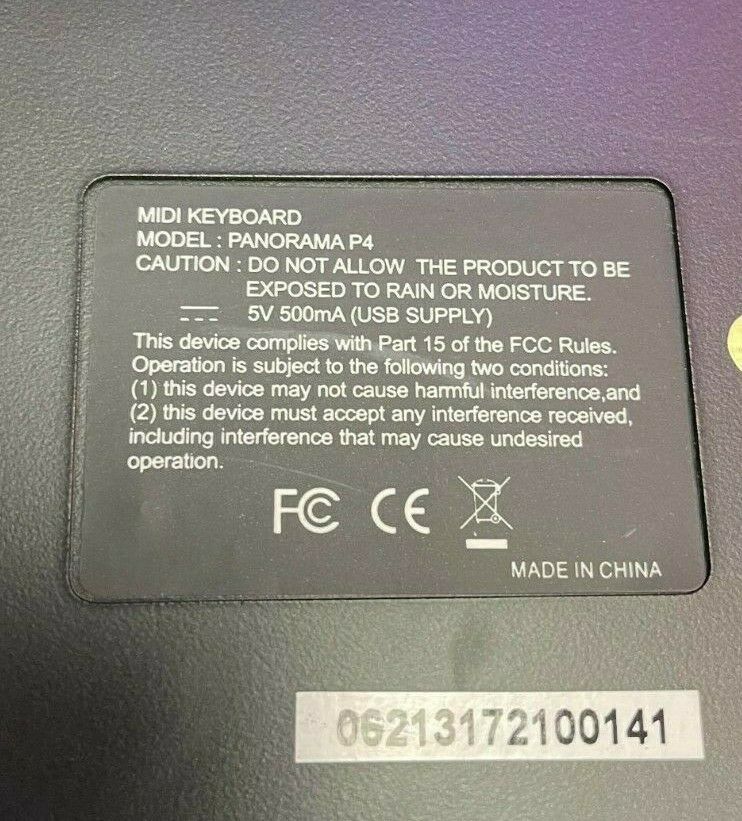 MIDI KEYBOARD
MODEL : PANORAMA P4
CAUTION : DO NOT ALLOW THE PRODUCT TO BE
EXPOSED TO RAIN OR MOISTURE.
5V 500mA (USB SUPPLY)
This device complies with Part 15 of the FCC Rules.
Operation is subject to the following two conditions:
(1) this device may not cause harmful interference,and
(2) this device must accept any interference received,
including interference that may cause undesired
operation.
FC CE
MADE IN CHINA
06213172100141